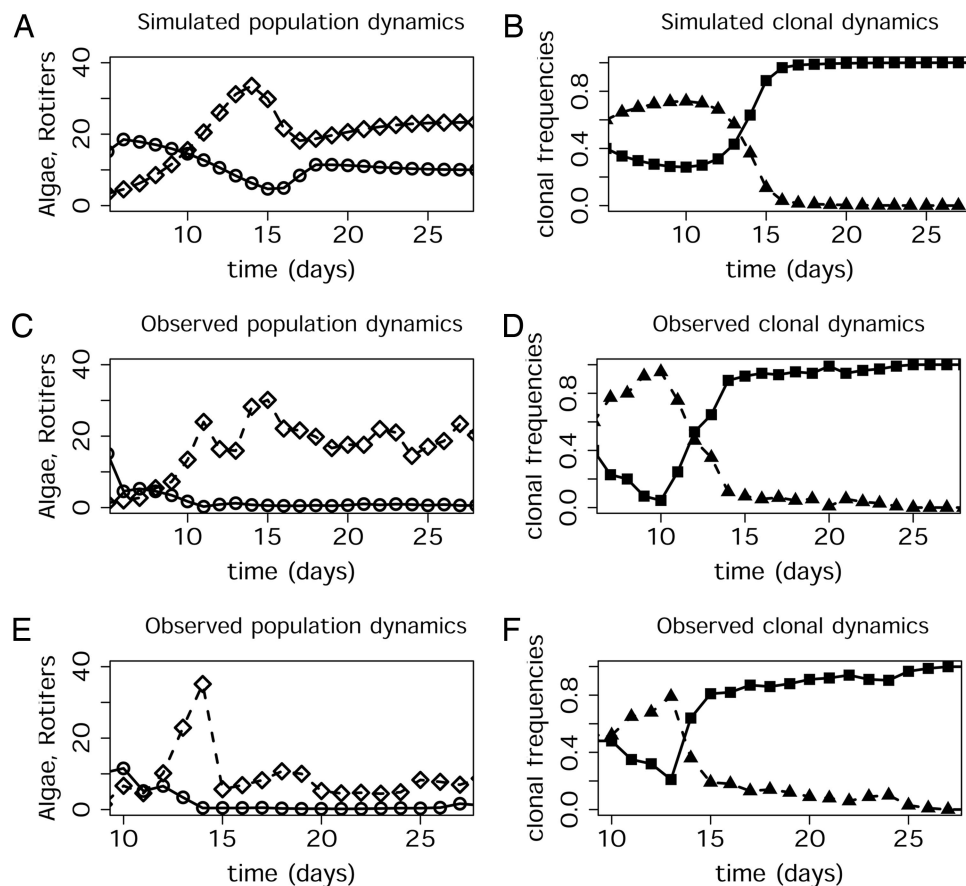 A Simulated population dynamics
Algae, Rotifers
0 20 40
10 15 20 25
time (days)
B Simulated clonal dynamics
clonal frequencies
0.0 0.4 0.8
10 15 20 25
time (days)
C Observed population dynamics
Algae, Rotifers
0 20 40
10 15 20 25
time (days)
D Observed clonal dynamics
clonal frequencies
0.0 0.4 0.8
10 15 20 25
time (days)
E Observed population dynamics
Algae, Rotifers
0 20 40
10 15 20 25
time (days)
F Observed clonal dynamics
clonal frequencies
0.0 0.4 0.8
10 15 20 25
time (days)